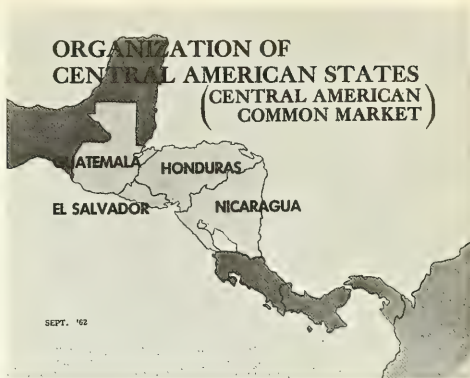 ORGANIZATION OF
CENTRAL AMERICAN STATES
(CENTRAL AMERICAN
COMMON MARKET)
GUATEMALA
HONDURAS
EL SALVADOR
NICARAGUA
SEPT. '62